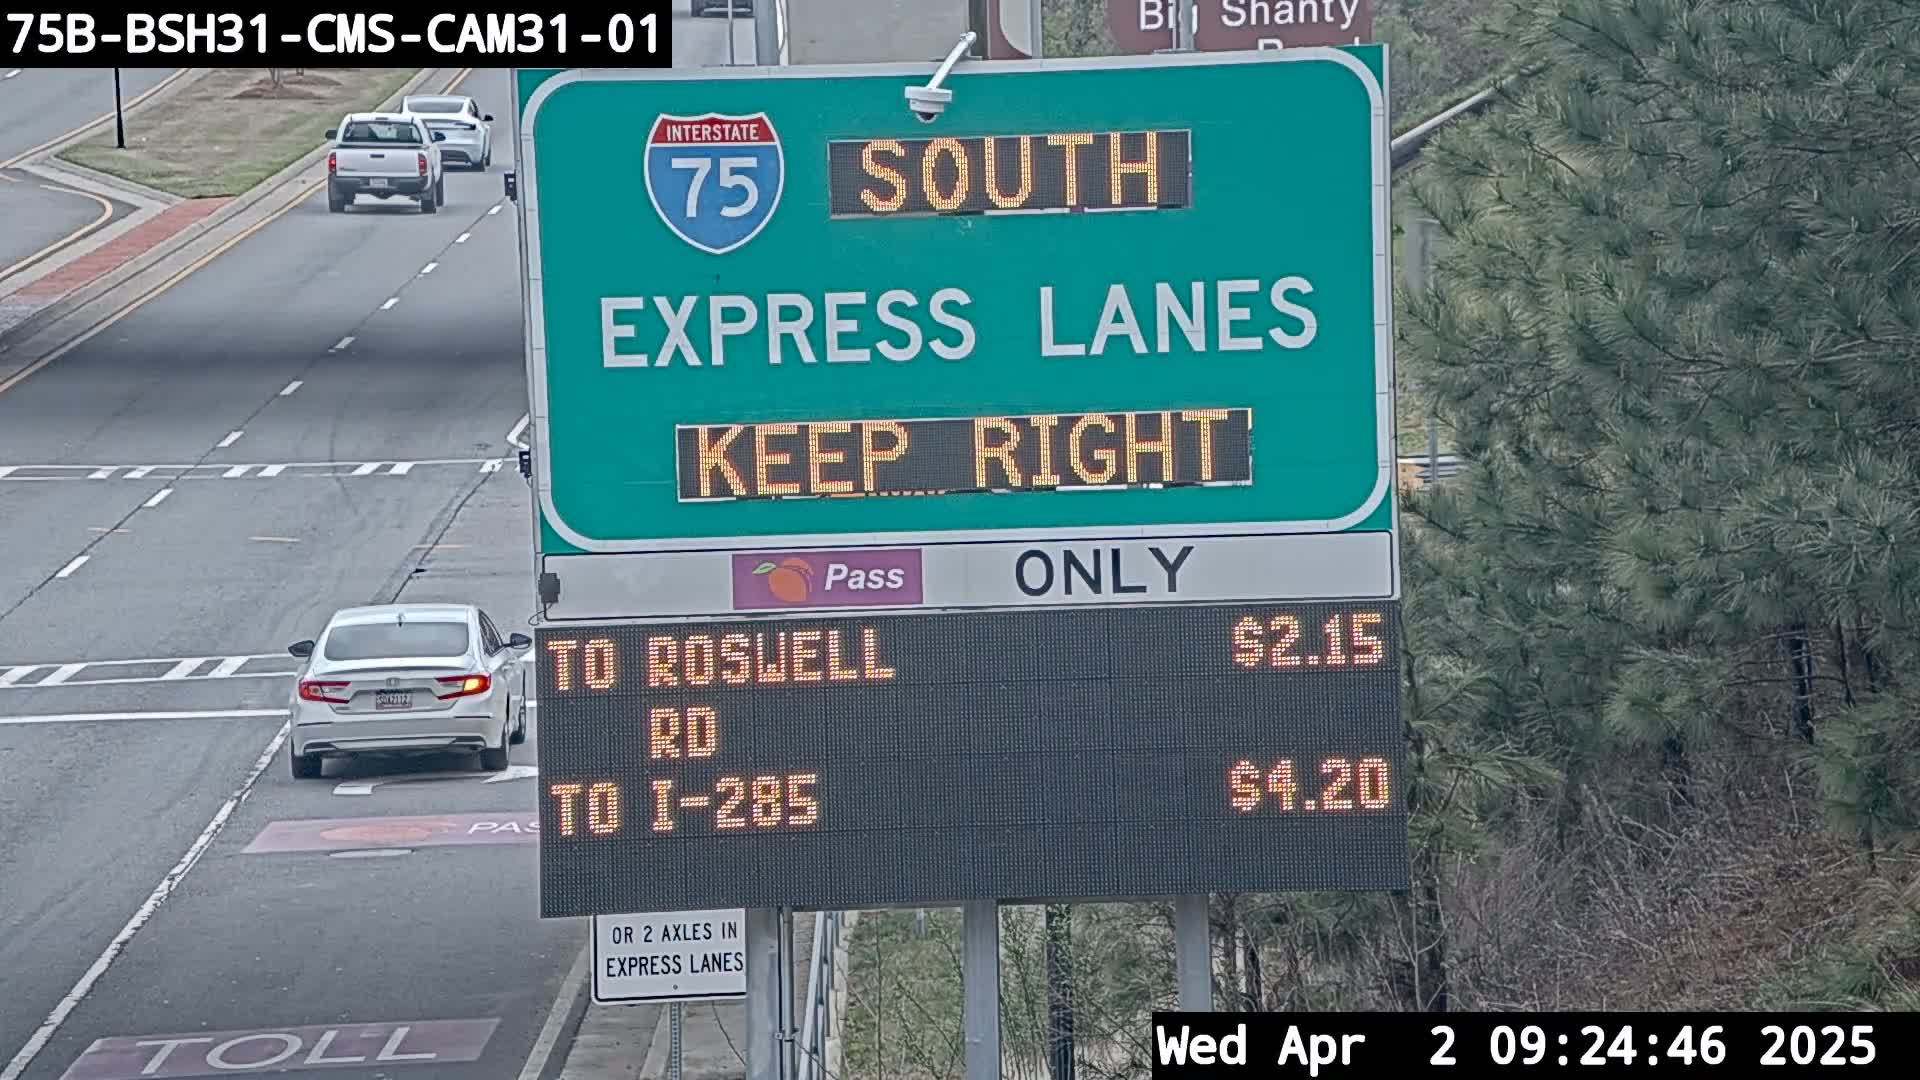 75B-BSH31-CMS-CAM31-01
Big Shanty
INTERSTATE
75
SOUTH
EXPRESS LANES
KEEP RIGHT
Pass
ONLY
TO ROSWELL $2.15
RD
TO I-285 $4.20
PAS
OR 2 AXLES IN
EXPRESS LANES
TOLL
Wed Apr 2 09:24:46 2025